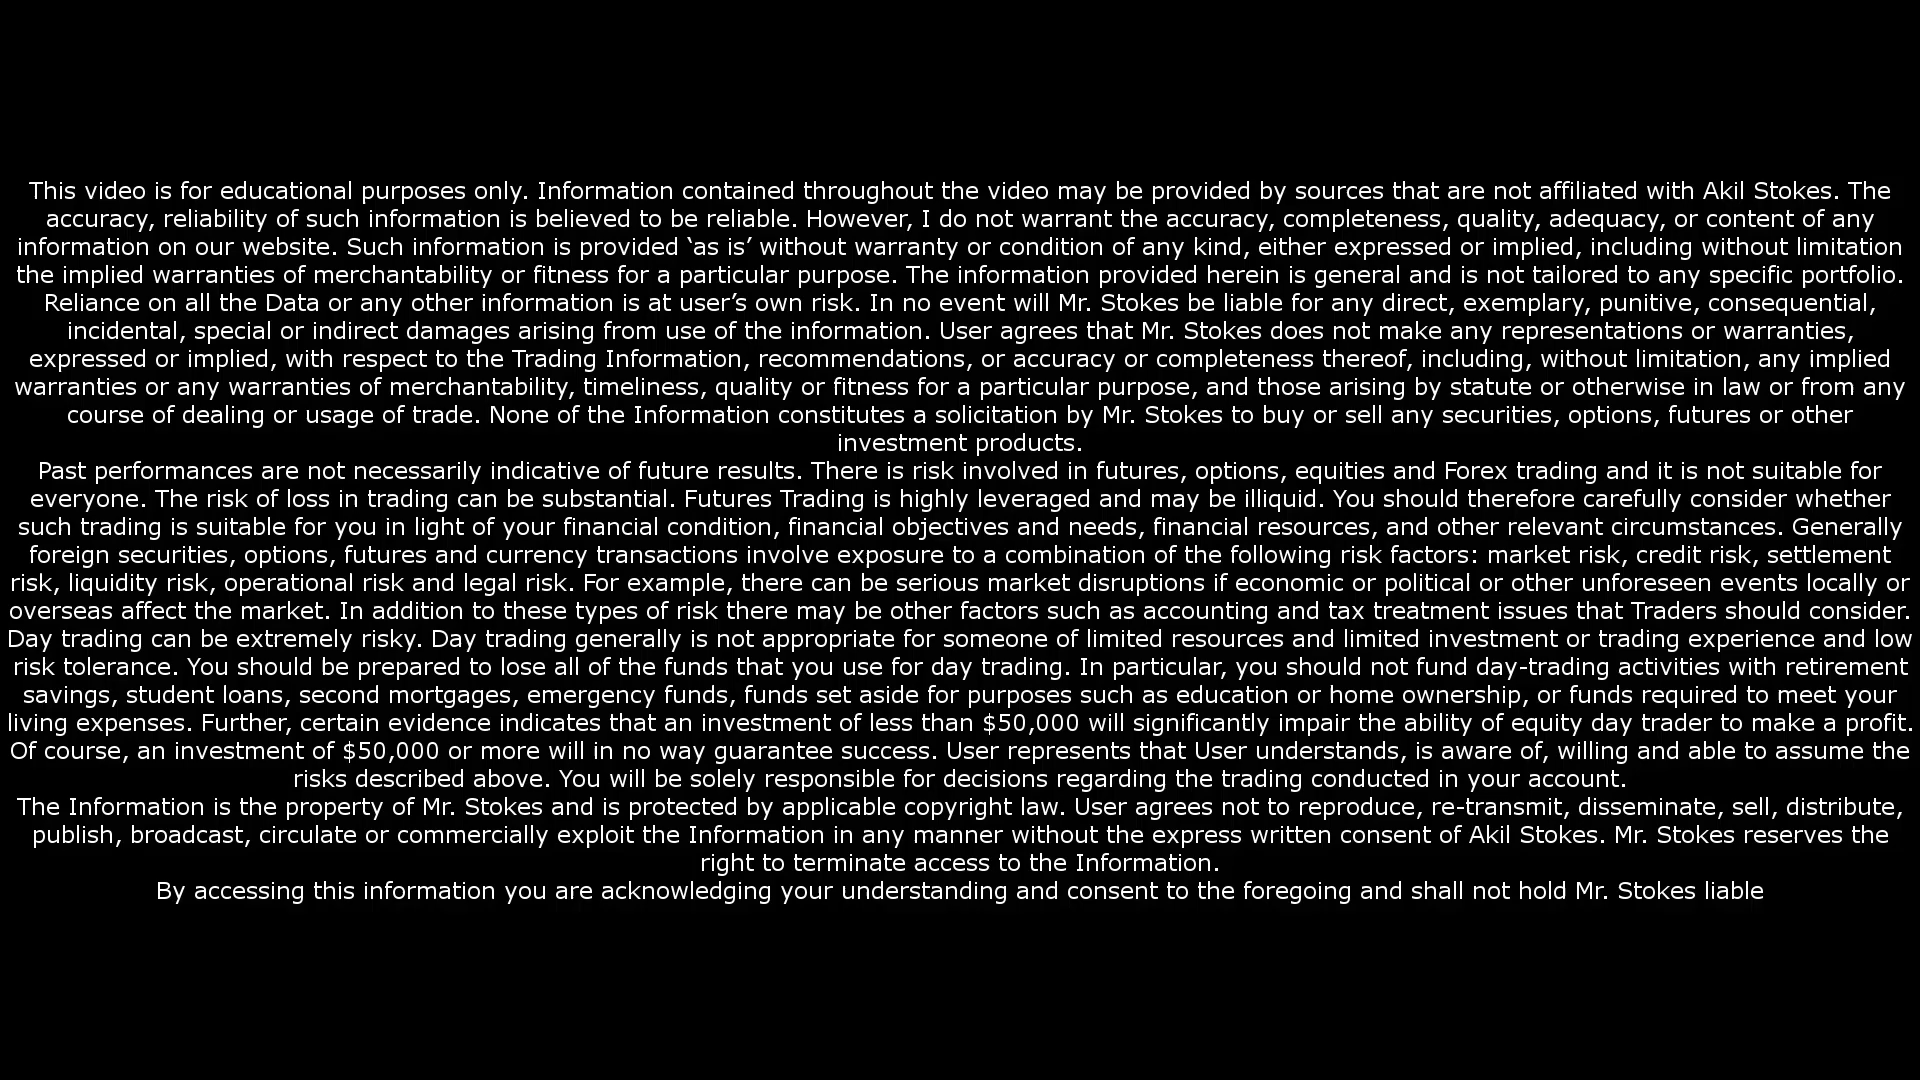 This video is for educational purposes only. Information contained throughout the video may be provided by sources that are not affiliated with Akil Stokes. The
accuracy, reliability of such information is believed to be reliable. However, I do not warrant the accuracy, completeness, quality, adequacy, or content of any
information on our website. Such information is provided ‘as is’ without warranty or condition of any kind, either expressed or implied, including without limitation
the implied warranties of merchantability or fitness for a particular purpose. The information provided herein is general and is not tailored to any specific portfolio.
Reliance on all the Data or any other information is at user’s own risk. In no event will Mr. Stokes be liable for any direct, exemplary, punitive, consequential,
incidental, special or indirect damages arising from use of the information. User agrees that Mr. Stokes does not make any representations or warranties,
expressed or implied, with respect to the Trading Information, recommendations, or accuracy or completeness thereof, including, without limitation, any implied
warranties or any warranties of merchantability, timeliness, quality or fitness for a particular purpose, and those arising by statute or otherwise in law or from any
course of dealing or usage of trade. None of the Information constitutes a solicitation by Mr. Stokes to buy or sell any securities, options, futures or other
investment products.
Past performances are not necessarily indicative of future results. There is risk involved in futures, options, equities and Forex trading and it is not suitable for
everyone. The risk of loss in trading can be substantial. Futures Trading is highly leveraged and may be illiquid. You should therefore carefully consider whether
such trading is suitable for you in light of your financial condition, financial objectives and needs, financial resources, and other relevant circumstances. Generally
foreign securities, options, futures and currency transactions involve exposure to a combination of the following risk factors: market risk, credit risk, settlement
risk, liquidity risk, operational risk and legal risk. For example, there can be serious market disruptions if economic or political or other unforeseen events locally or
overseas affect the market. In addition to these types of risk there may be other factors such as accounting and tax treatment issues that Traders should consider.
Day trading can be extremely risky. Day trading generally is not appropriate for someone of limited resources and limited investment or trading experience and low
risk tolerance. You should be prepared to lose all of the funds that you use for day trading. In particular, you should not fund day-trading activities with retirement
savings, student loans, second mortgages, emergency funds, funds set aside for purposes such as education or home ownership, or funds required to meet your
living expenses. Further, certain evidence indicates that an investment of less than $50,000 will significantly impair the ability of equity day trader to make a profit.
Of course, an investment of $50,000 or more will in no way guarantee success. User represents that User understands, is aware of, willing and able to assume the
risks described above. You will be solely responsible for decisions regarding the trading conducted in your account.
The Information is the property of Mr. Stokes and is protected by applicable copyright law. User agrees not to reproduce, re-transmit, disseminate, sell, distribute,
publish, broadcast, circulate or commercially exploit the Information in any manner without the express written consent of Akil Stokes. Mr. Stokes reserves the
right to terminate access to the Information.
By accessing this information you are acknowledging your understanding and consent to the foregoing and shall not hold Mr. Stokes liable